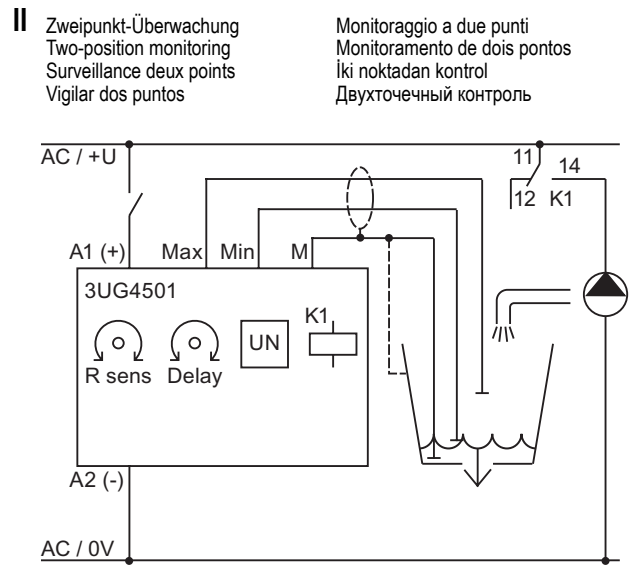 II
Zweipunkt-Überwachung
Two-position monitoring
Surveillance deux points
Vigilar dos puntos
Monitoraggio a due punti
Monitoramento de dois pontos
İki noktadan kontrol
Двухточечный контроль
AC / +U
11
14
12 K1
A1 (+) Max Min M
3UG4501
K1
UN
R sens Delay
A2 (-)
AC / 0V